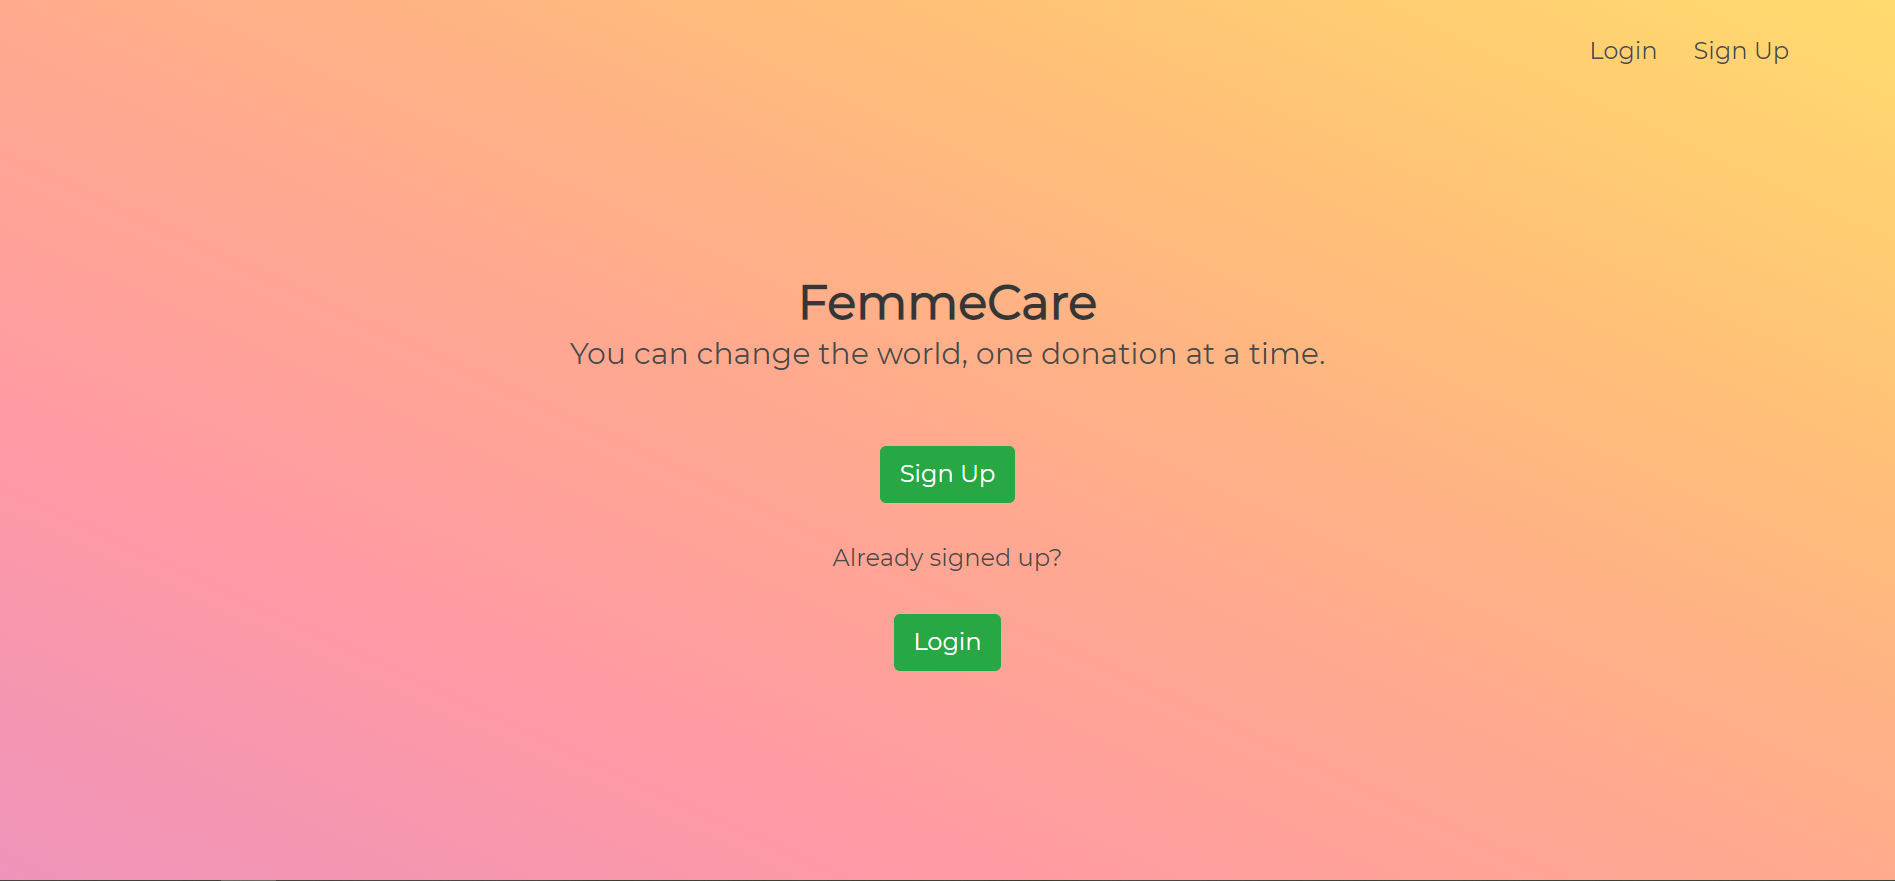 Login Sign Up
FemmeCare
You can change the world, one donation at a time.
Sign Up
Already signed up?
Login